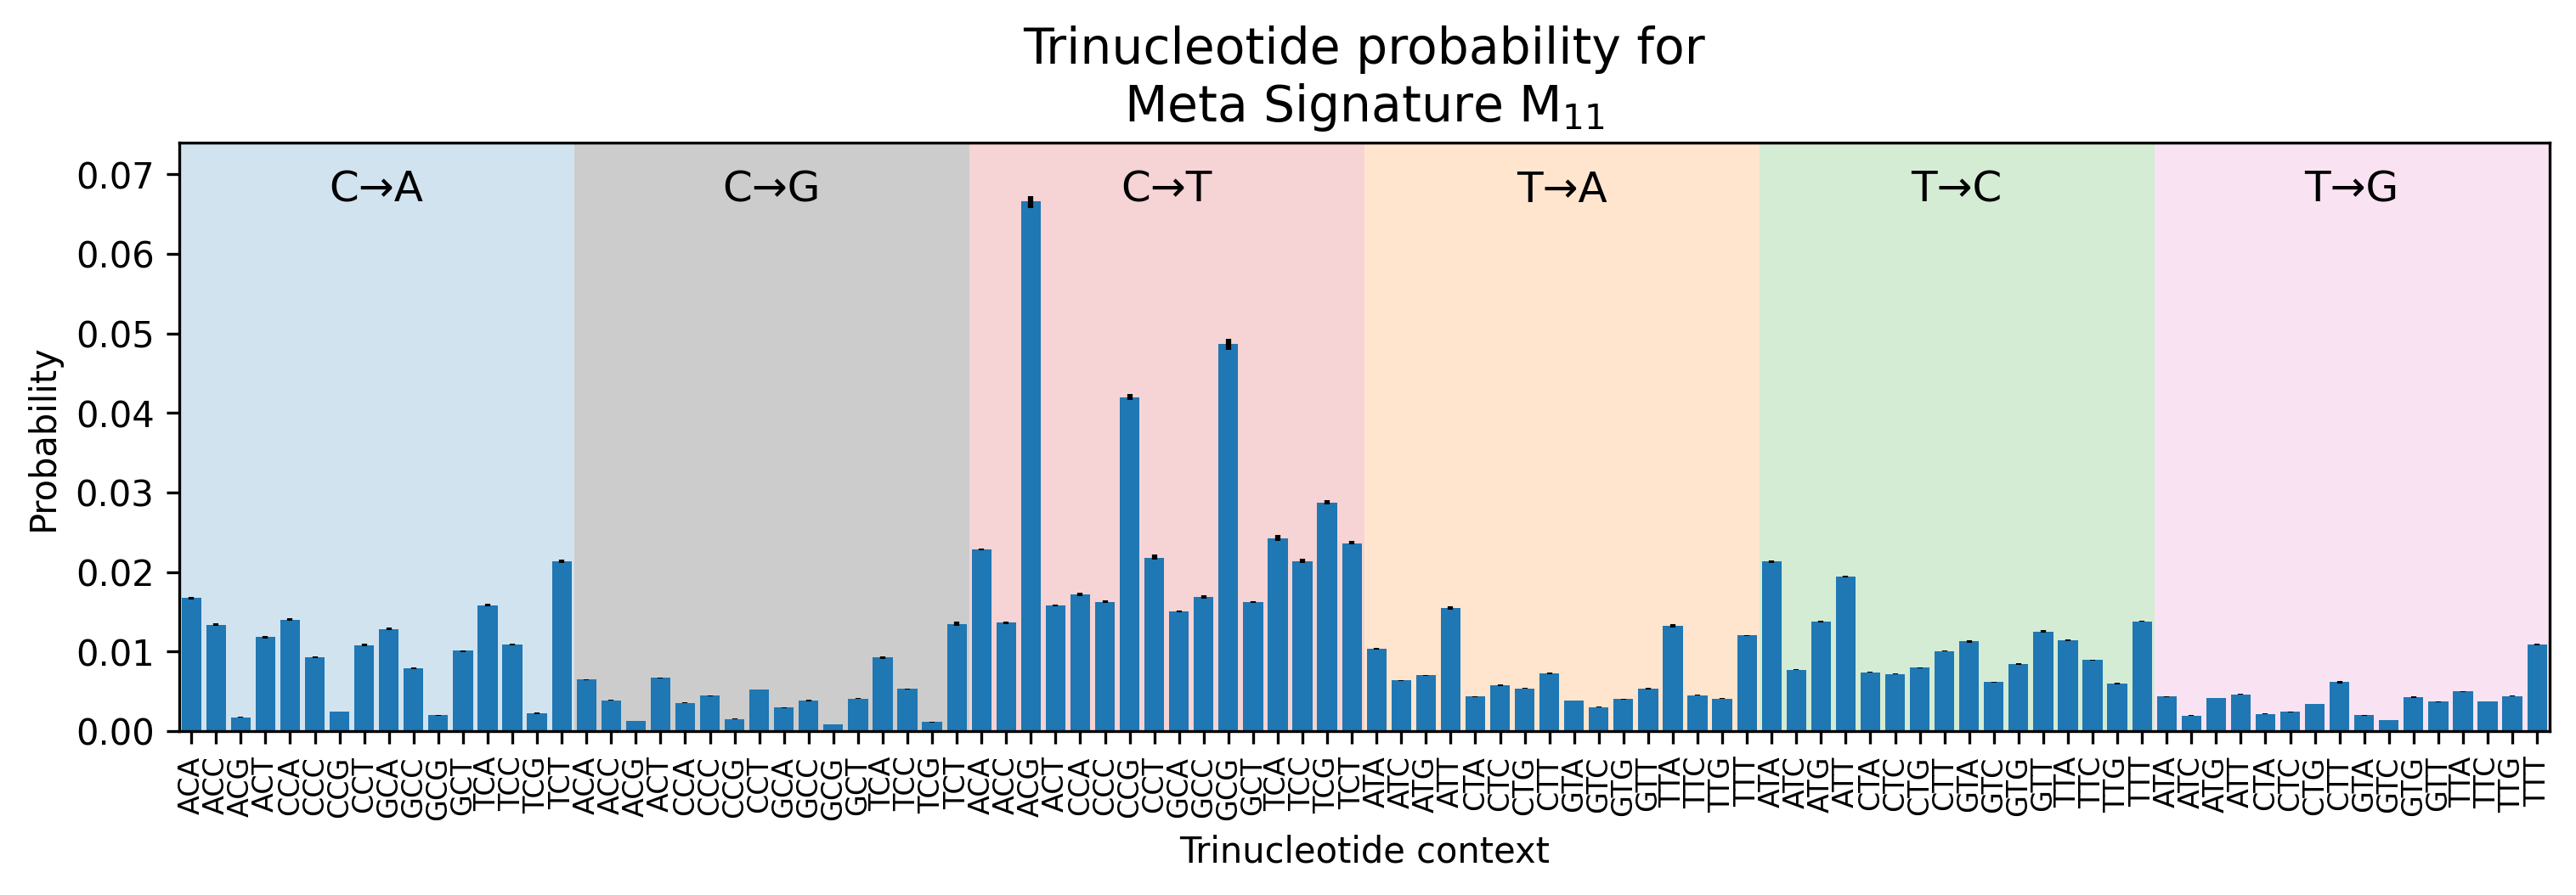 Trinucleotide probability for
Meta Signature M₁₁
C→A C→G C→T T→A T→C T→G
0.07
0.06
0.05
0.04
0.03
0.02
0.01
0.00
Probability
ACA ACC ACG ACT CCA CCC CCG CCT GCA GCC GCG GCT TCA TCC TCG TCT ACA ACC ACG ACT CCA CCC CCG CCT GCA GCC GCG GCT TCA TCC TCG TCT ACA ACC ACG ACT CCA CCC CCG CCT GCA GCC GCG GCT TCA TCC TCG TCT ATA ATC ATG ATT CTA CTC CTG CTT GTA GTC GTG GTT TTA TTC TTG TTT ATA ATC ATG ATT CTA CTC CTG CTT GTA GTC GTG GTT TTA TTC TTG TTT ATA ATC ATG ATT CTA CTC CTG CTT GTA GTC GTG GTT TTA TTC TTG TTT
Trinucleotide context